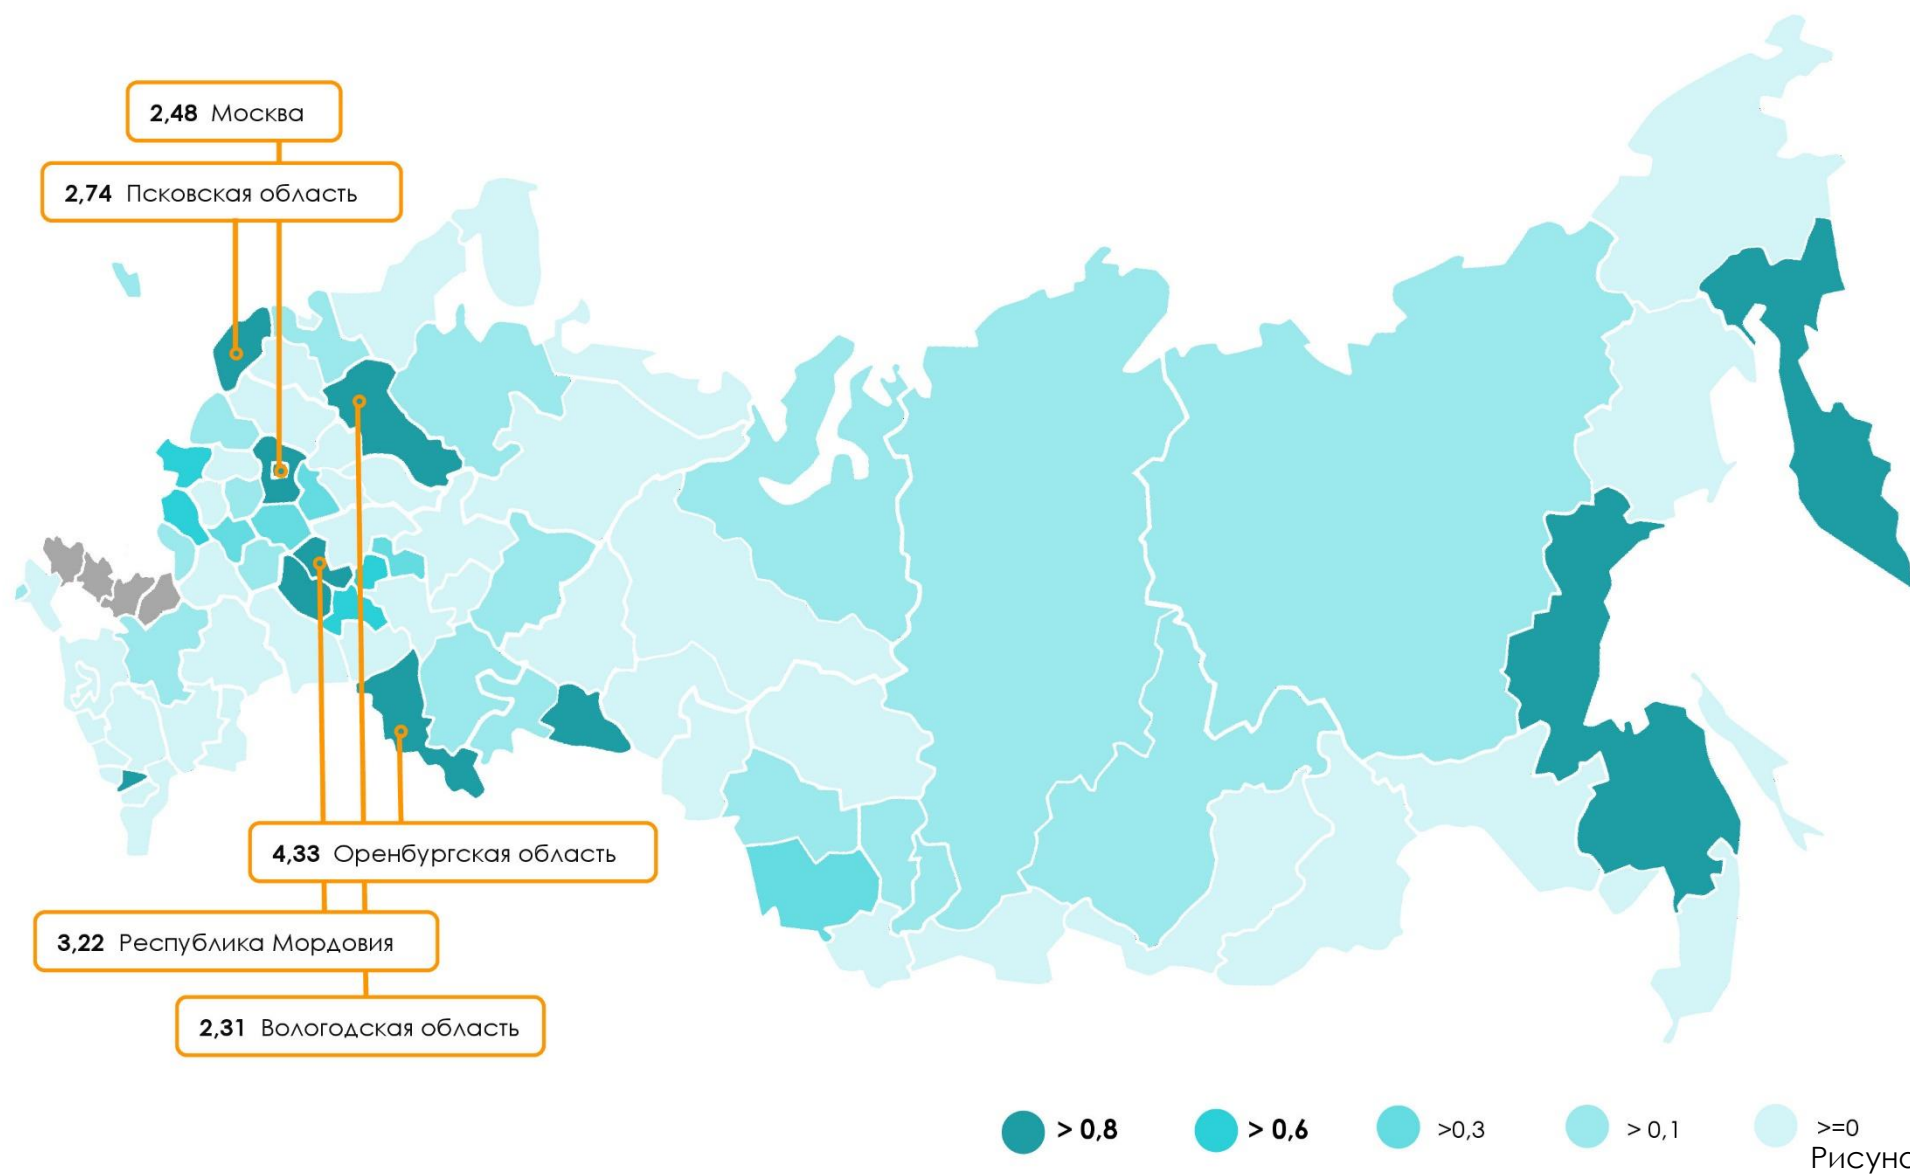 2,48 Москва
2,74 Псковская область
4,33 Оренбургская область
3,22 Республика Мордовия
2,31 Вологодская область
> 0,8
> 0,6
>0,3
> 0,1
>=0